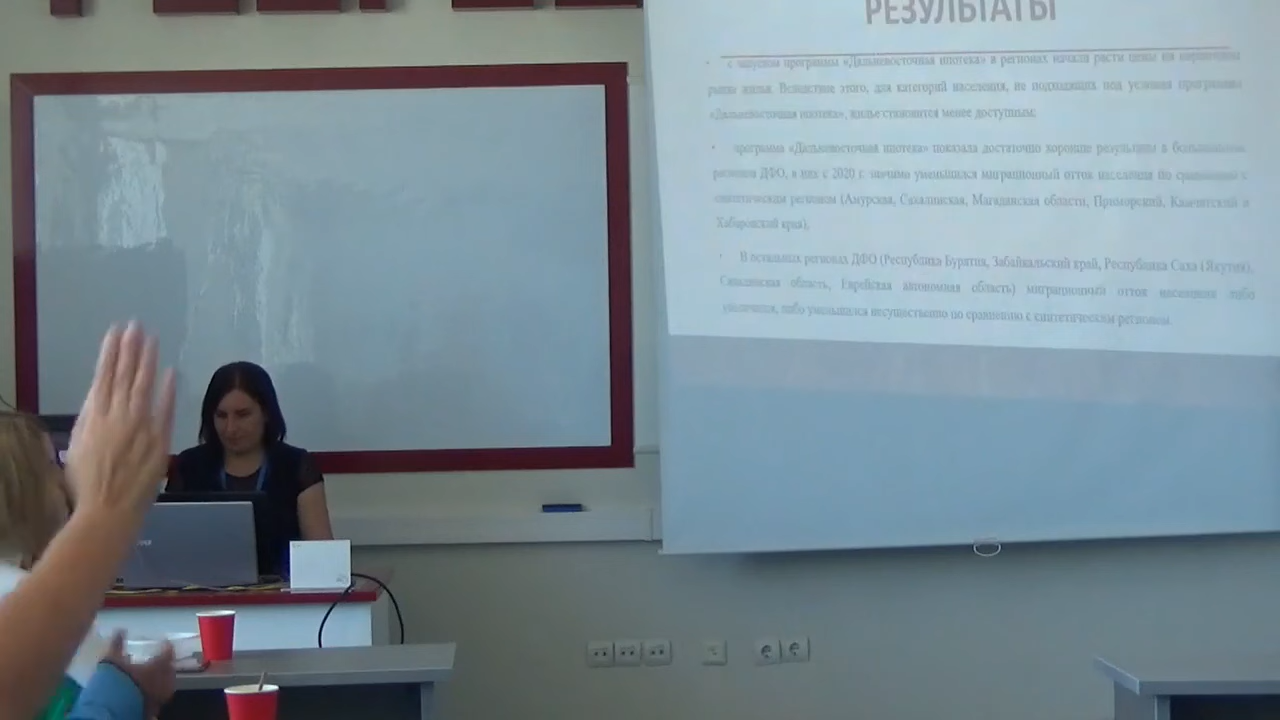 РЕЗУЛЬТАТЫ
с запуском программ «Дальневосточная ипотека» в регионах начали расти цены на первичном
рынке жилья. Вследствие этого, для категорий населения, не подходящих под условия программы
«Дальневосточная ипотека», жилье становится менее доступным;
программа «Дальневосточная ипотека» показала достаточно хорошие результаты в большинстве
регионов ДФО, в них с 2020 г. значимо уменьшился миграционный отток населения по сравнению с
синтетическим регионом (Амурская, Сахалинская, Магаданская области, Приморский, Камчатский и
Хабаровский края);
В остальных регионах ДФО (Республика Бурятия, Забайкальский край, Республика Саха (Якутия),
область, Еврейская автономная область) миграционный отток населения либо
увеличился, либо уменьшился несущественно по сравнению с синтетическим регионом.